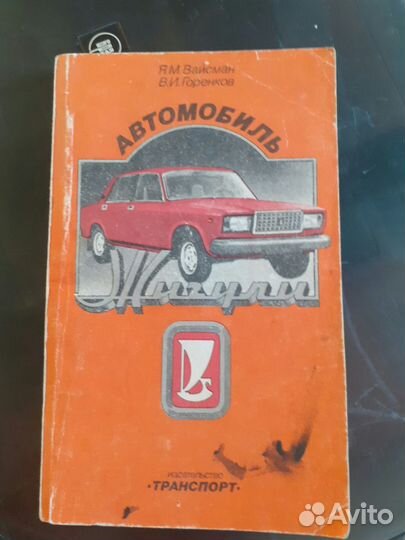 Я.М. Вайсман
В.И. Горенков
АВТОМОБИЛЬ
Жигули
ИЗДАТЕЛЬСТВО
·ТРАНСПОРТ·
Avito